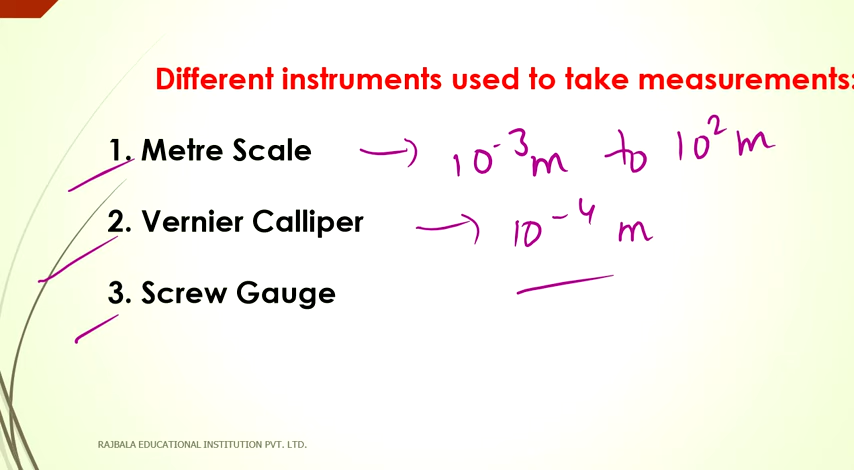 Different instruments used to take measurements:
1. Metre Scale → 10⁻³m to 10² m
2. Vernier Calliper → 10⁻⁴ m
3. Screw Gauge
RAJBALA EDUCATIONAL INSTITUTION PVT. LTD.